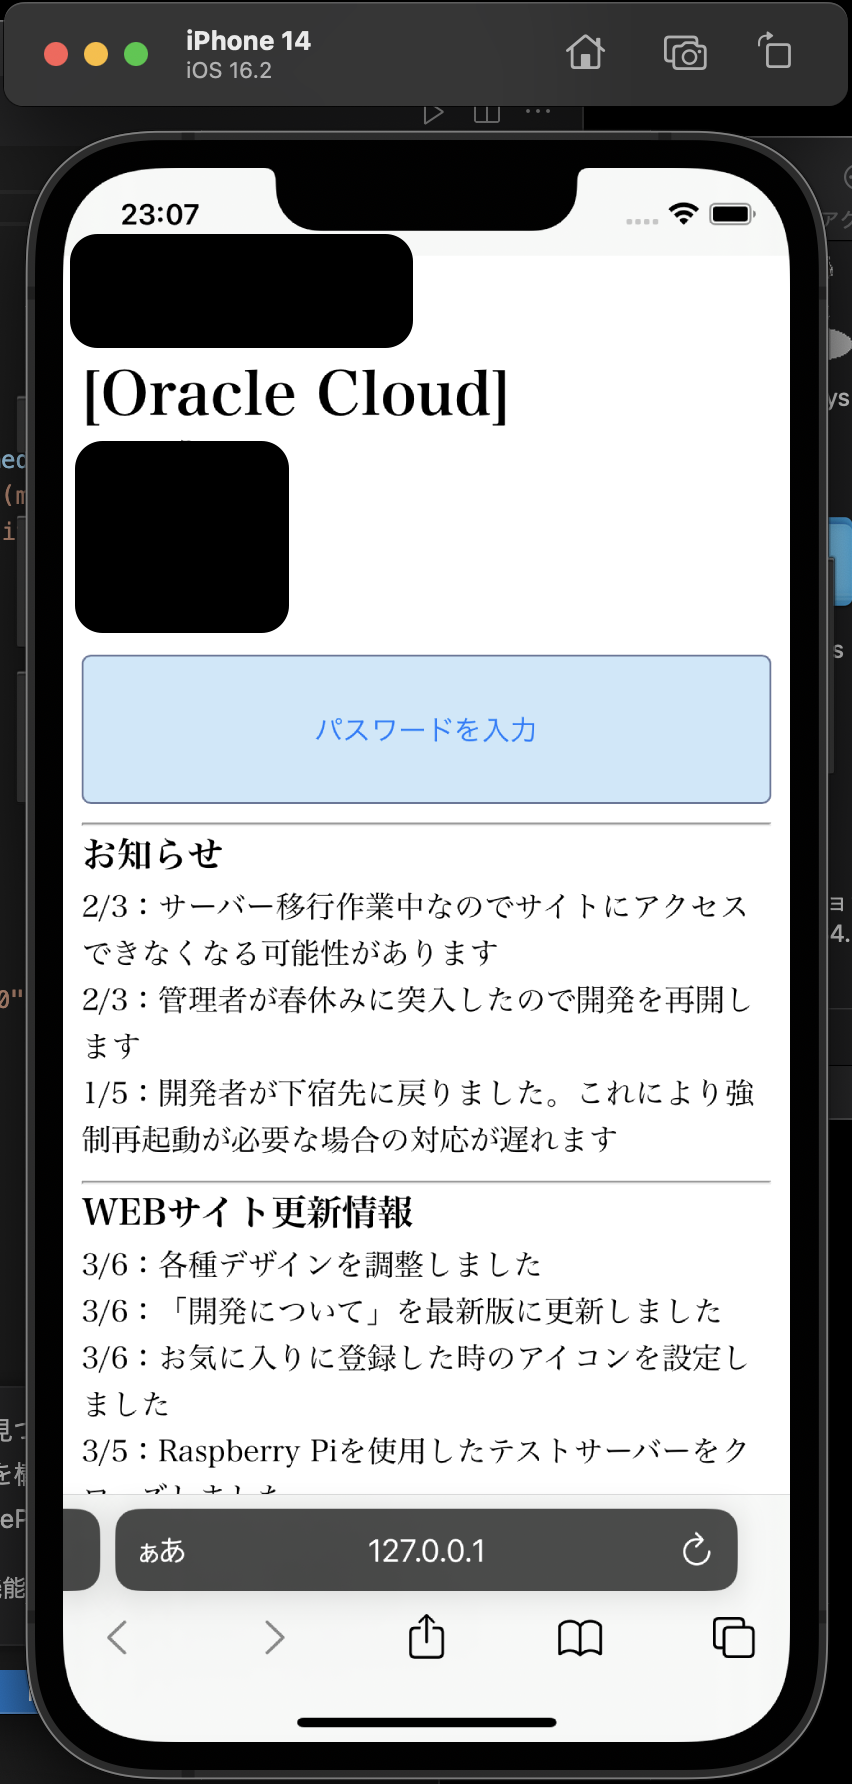 iPhone 14
iOS 16.2
23:07
[Oracle Cloud]
パスワードを入力
お知らせ
2/3：サーバー移行作業中なのでサイトにアクセス
できなくなる可能性があります
2/3：管理者が春休みに突入したので開発を再開し
ます
1/5：開発者が下宿先に戻りました。これにより強
制再起動が必要な場合の対応が遅れます
WEBサイト更新情報
3/6：各種デザインを調整しました
3/6：「開発について」を最新版に更新しました
3/6：お気に入りに登録した時のアイコンを設定し
ました
3/5：Raspberry Piを使用したテストサーバーをク
ローズしました
ぁあ
127.0.0.1